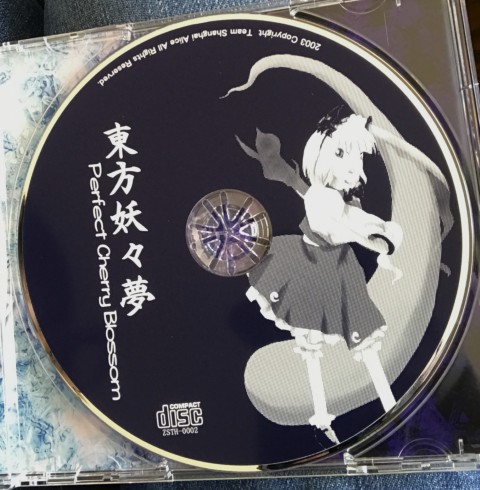 2003 Copyright Team Shanghai Alice All Rights Reserved.
東方妖々夢
Perfect Cherry Blossom
COMPACT
disc
ZSTH-0002